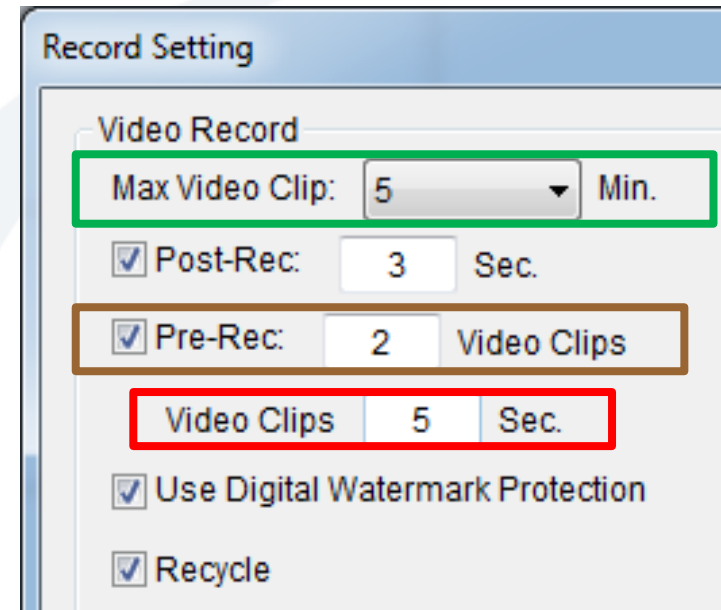 Record Setting
Video Record
Max Video Clip: 5 Min.
Post-Rec: 3 Sec.
Pre-Rec: 2 Video Clips
Video Clips 5 Sec.
Use Digital Watermark Protection
Recycle